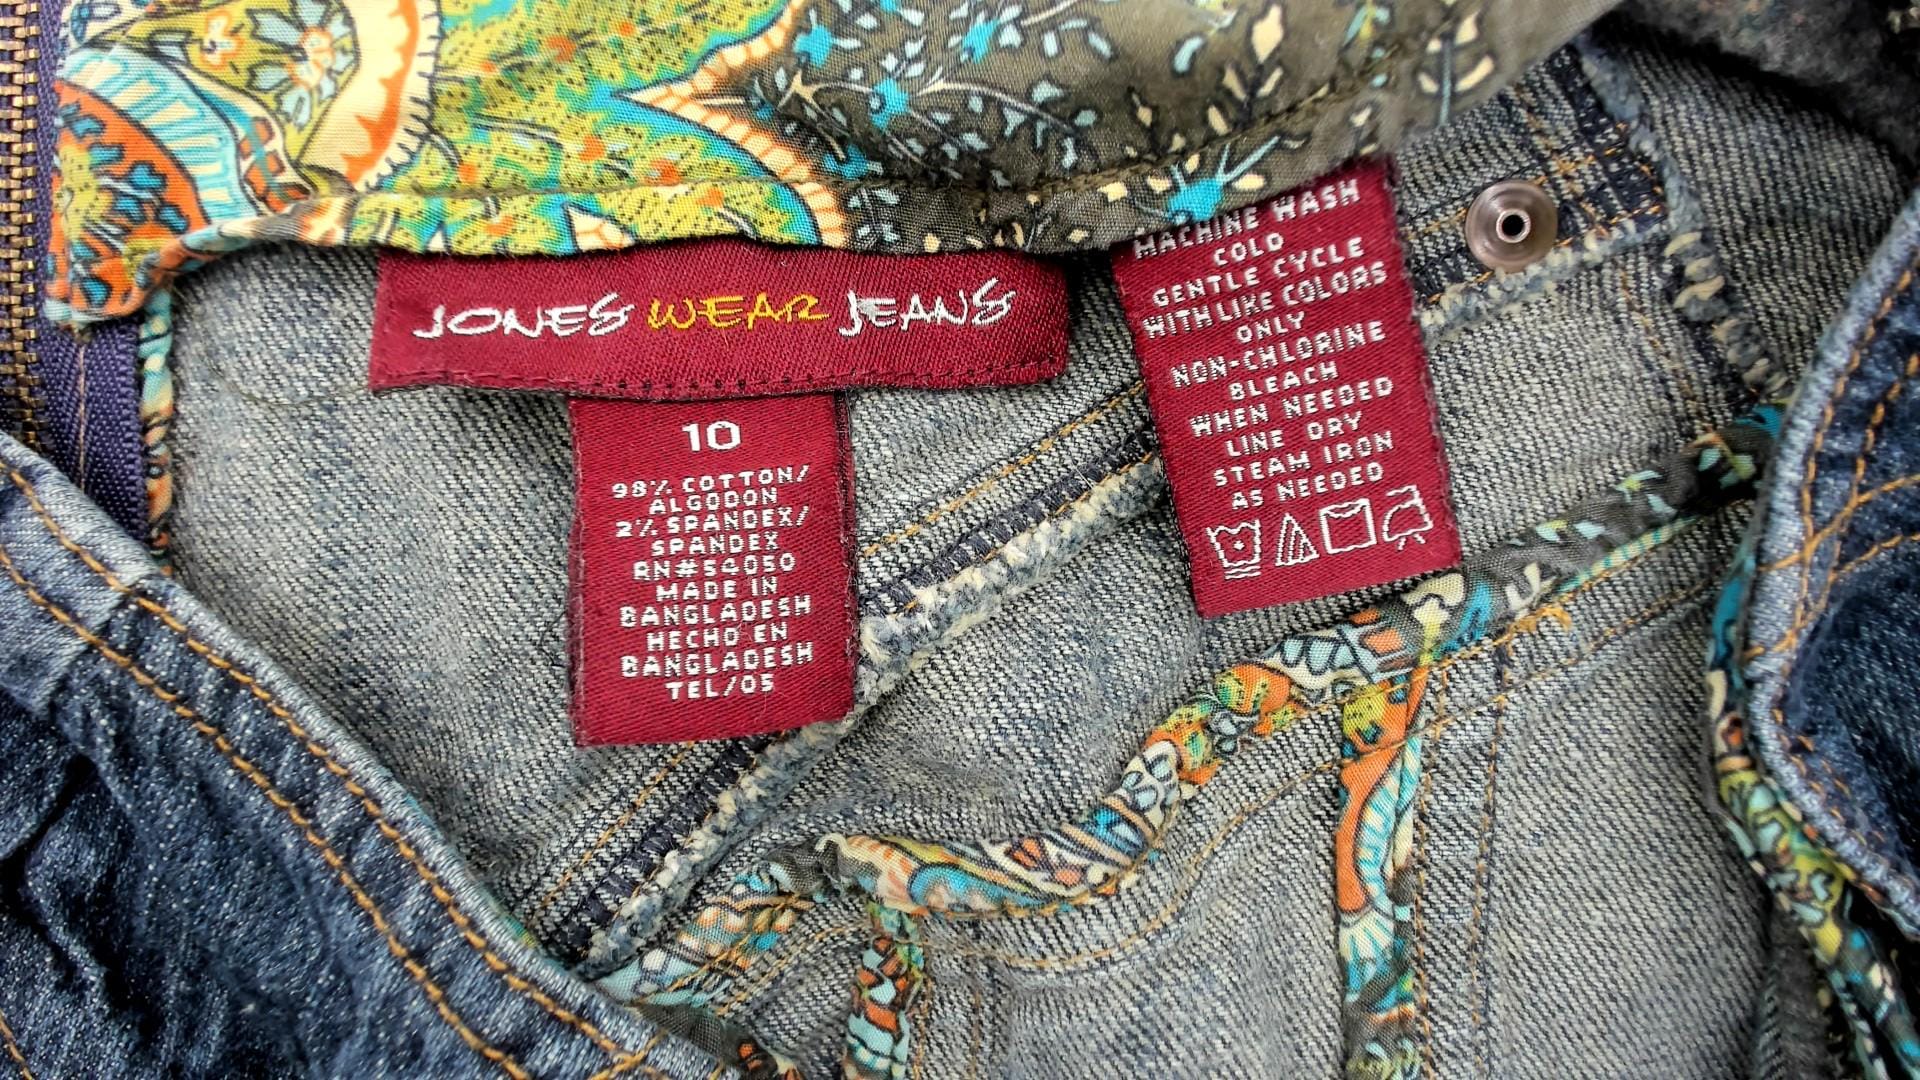 JONES WEAR JEANS
10
98% COTTON/
ALGODON
2% SPANDEX/
SPANDEX
RN#54050
MADE IN
BANGLADESH
HECHO EN
BANGLADESH
TEL/05
MACHINE WASH
COLD
GENTLE CYCLE
WITH LIKE COLORS
ONLY
NON-CHLORINE
BLEACH
WHEN NEEDED
LINE DRY
STEAM IRON
AS NEEDED